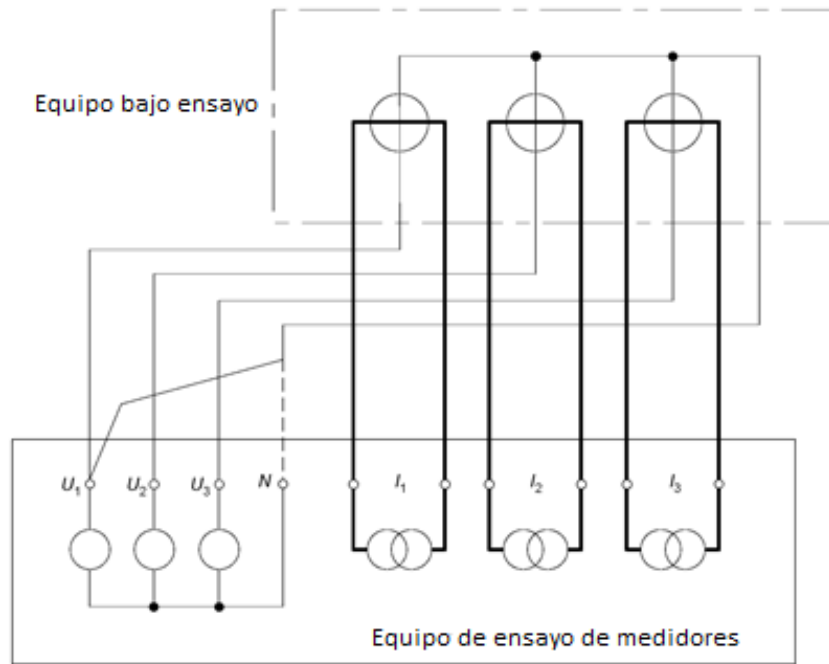 Equipo bajo ensayo
U1 U2 U3 N I1 I2 I3
Equipo de ensayo de medidores